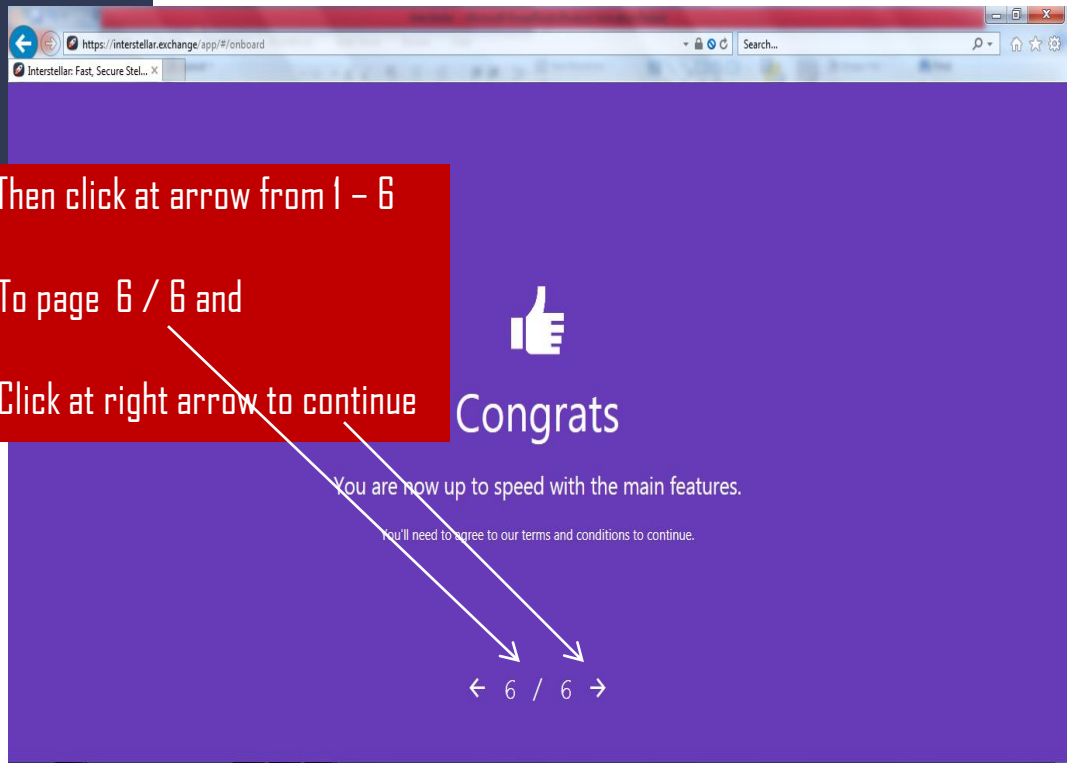 https://interstellar.exchange/app/#/onboard
Search...
Interstellar: Fast, Secure Stel...
Then click at arrow from 1 – 6
To page 6 / 6 and
Click at right arrow to continue
Congrats
You are now up to speed with the main features.
You'll need to agree to our terms and conditions to continue.
6 / 6